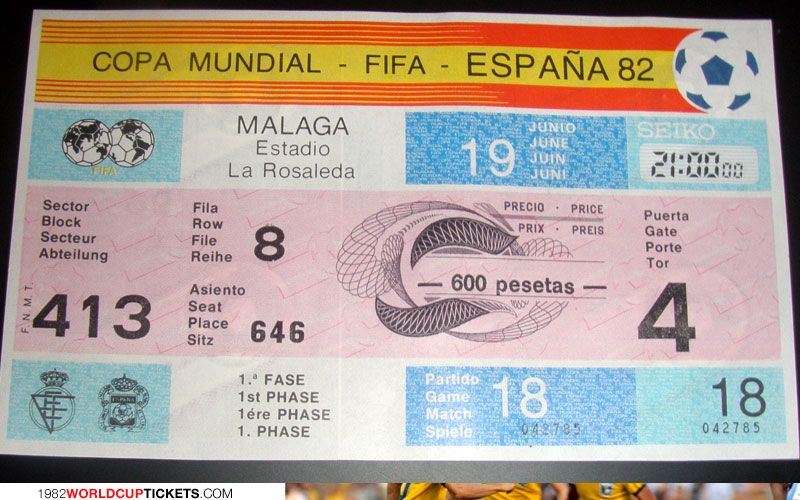 COPA MUNDIAL - FIFA - ESPAÑA 82
FIFA
MALAGA
Estadio
La Rosaleda
19
JUNIO
JUNE
JUIN
JUNI
SEIKO
21:00 00
Sector
Block
Secteur
Abteilung
413
F.N.M.T.
Fila
Row
File
Reihe
8
Asiento
Seat
Place
Sitz
646
PRECIO · PRICE
PRIX · PREIS
— 600 pesetas —
Puerta
Gate
Porte
Tor
4
1.ª FASE
1st PHASE
1ére PHASE
1. PHASE
Partido
Game
Match
Spiele
18
042785
18
042785
1982WORLDCUPTICKETS.COM